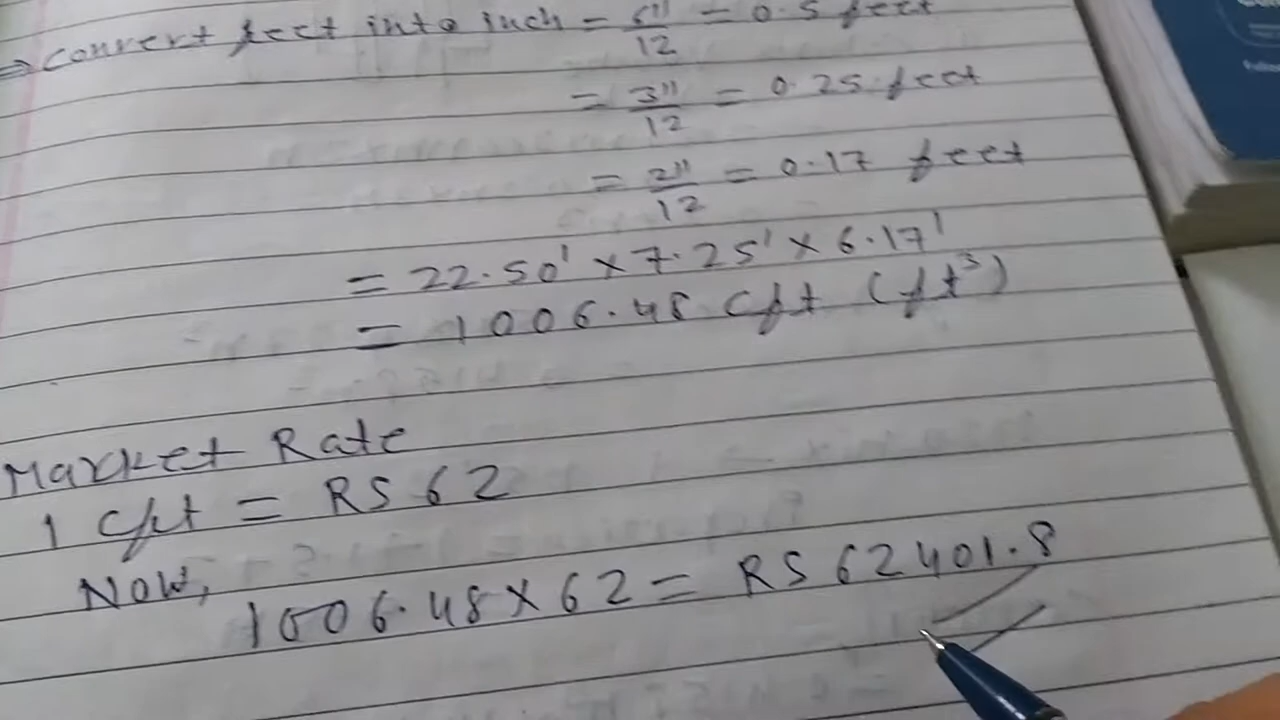 ⇒ Convert feet into inch = 6"/12 = 0.5 feet
= 3"/12 = 0.25 feet
= 2"/12 = 0.17 feet
= 22.50' × 7.25' × 6.17'
= 1006.48 Cft (ft³)
Market Rate
1 Cft = RS 62
Now,
1006.48 × 62 = RS 62401.8